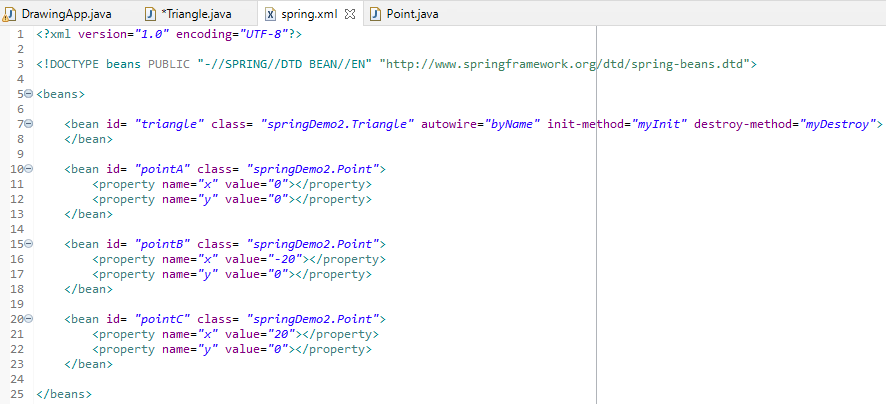 DrawingApp.java *Triangle.java spring.xml Point.java
1 <?xml version="1.0" encoding="UTF-8"?>
2
3 <!DOCTYPE beans PUBLIC "-//SPRING//DTD BEAN//EN" "http://www.springframework.org/dtd/spring-beans.dtd">
4
5 <beans>
6
7 <bean id= "triangle" class= "springDemo2.Triangle" autowire="byName" init-method="myInit" destroy-method="myDestroy">
8 </bean>
9
10 <bean id= "pointA" class= "springDemo2.Point">
11 <property name="x" value="0"></property>
12 <property name="y" value="0"></property>
13 </bean>
14
15 <bean id= "pointB" class= "springDemo2.Point">
16 <property name="x" value="-20"></property>
17 <property name="y" value="0"></property>
18 </bean>
19
20 <bean id= "pointC" class= "springDemo2.Point">
21 <property name="x" value="20"></property>
22 <property name="y" value="0"></property>
23 </bean>
24
25 </beans>